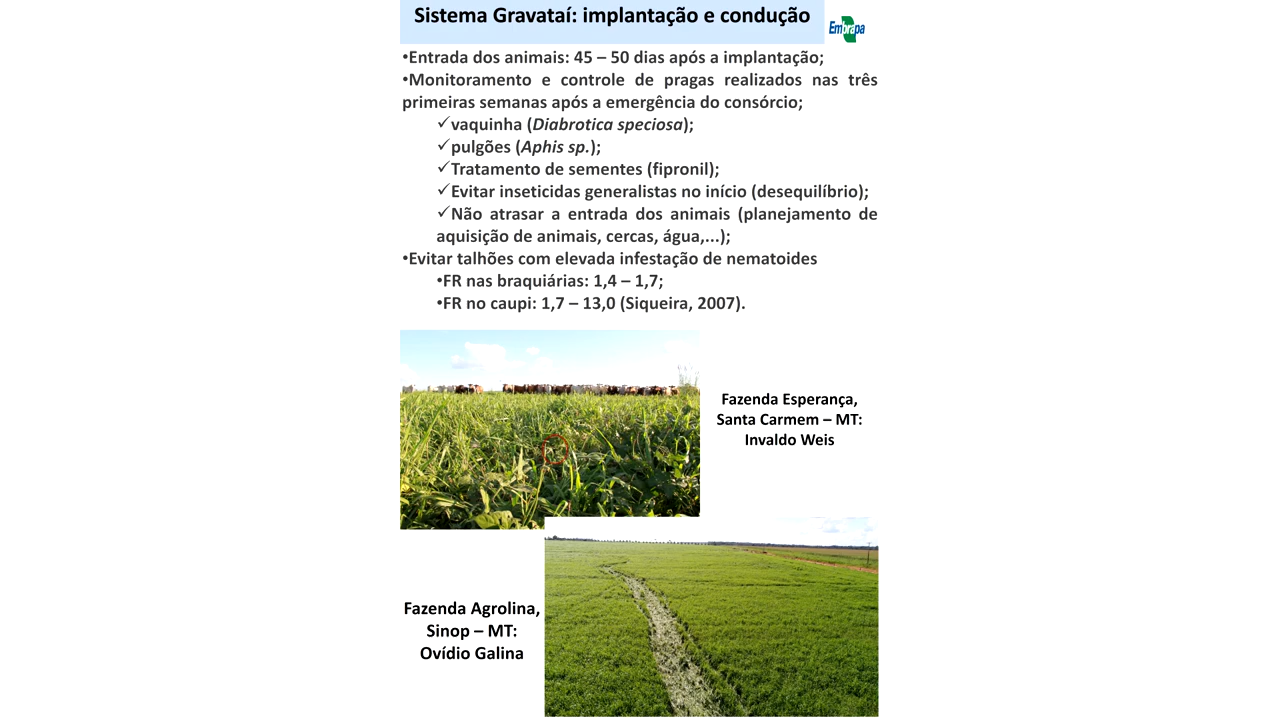 Sistema Gravataí: implantação e condução
Embrapa
•Entrada dos animais: 45 – 50 dias após a implantação;
•Monitoramento e controle de pragas realizados nas três
primeiras semanas após a emergência do consórcio;
✓vaquinha (Diabrotica speciosa);
✓pulgões (Aphis sp.);
✓Tratamento de sementes (fipronil);
✓Evitar inseticidas generalistas no início (desequilíbrio);
✓Não atrasar a entrada dos animais (planejamento de
aquisição de animais, cercas, água,...);
•Evitar talhões com elevada infestação de nematoides
•FR nas braquiárias: 1,4 – 1,7;
•FR no caupi: 1,7 – 13,0 (Siqueira, 2007).
Fazenda Esperança,
Santa Carmem – MT:
Invaldo Weis
Fazenda Agrolina,
Sinop – MT:
Ovídio Galina